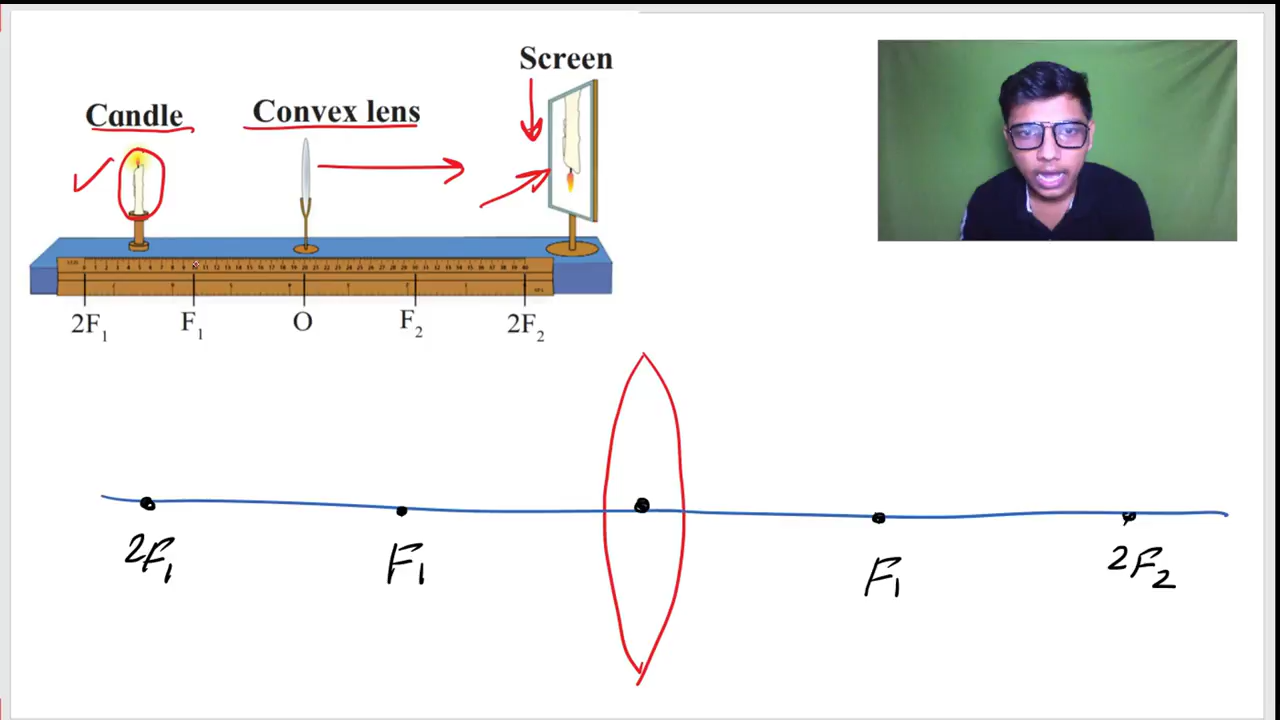 Screen
Candle
Convex lens
2F₁ F₁ O F₂ 2F₂
2F₁ F₁ F₁ 2F₂